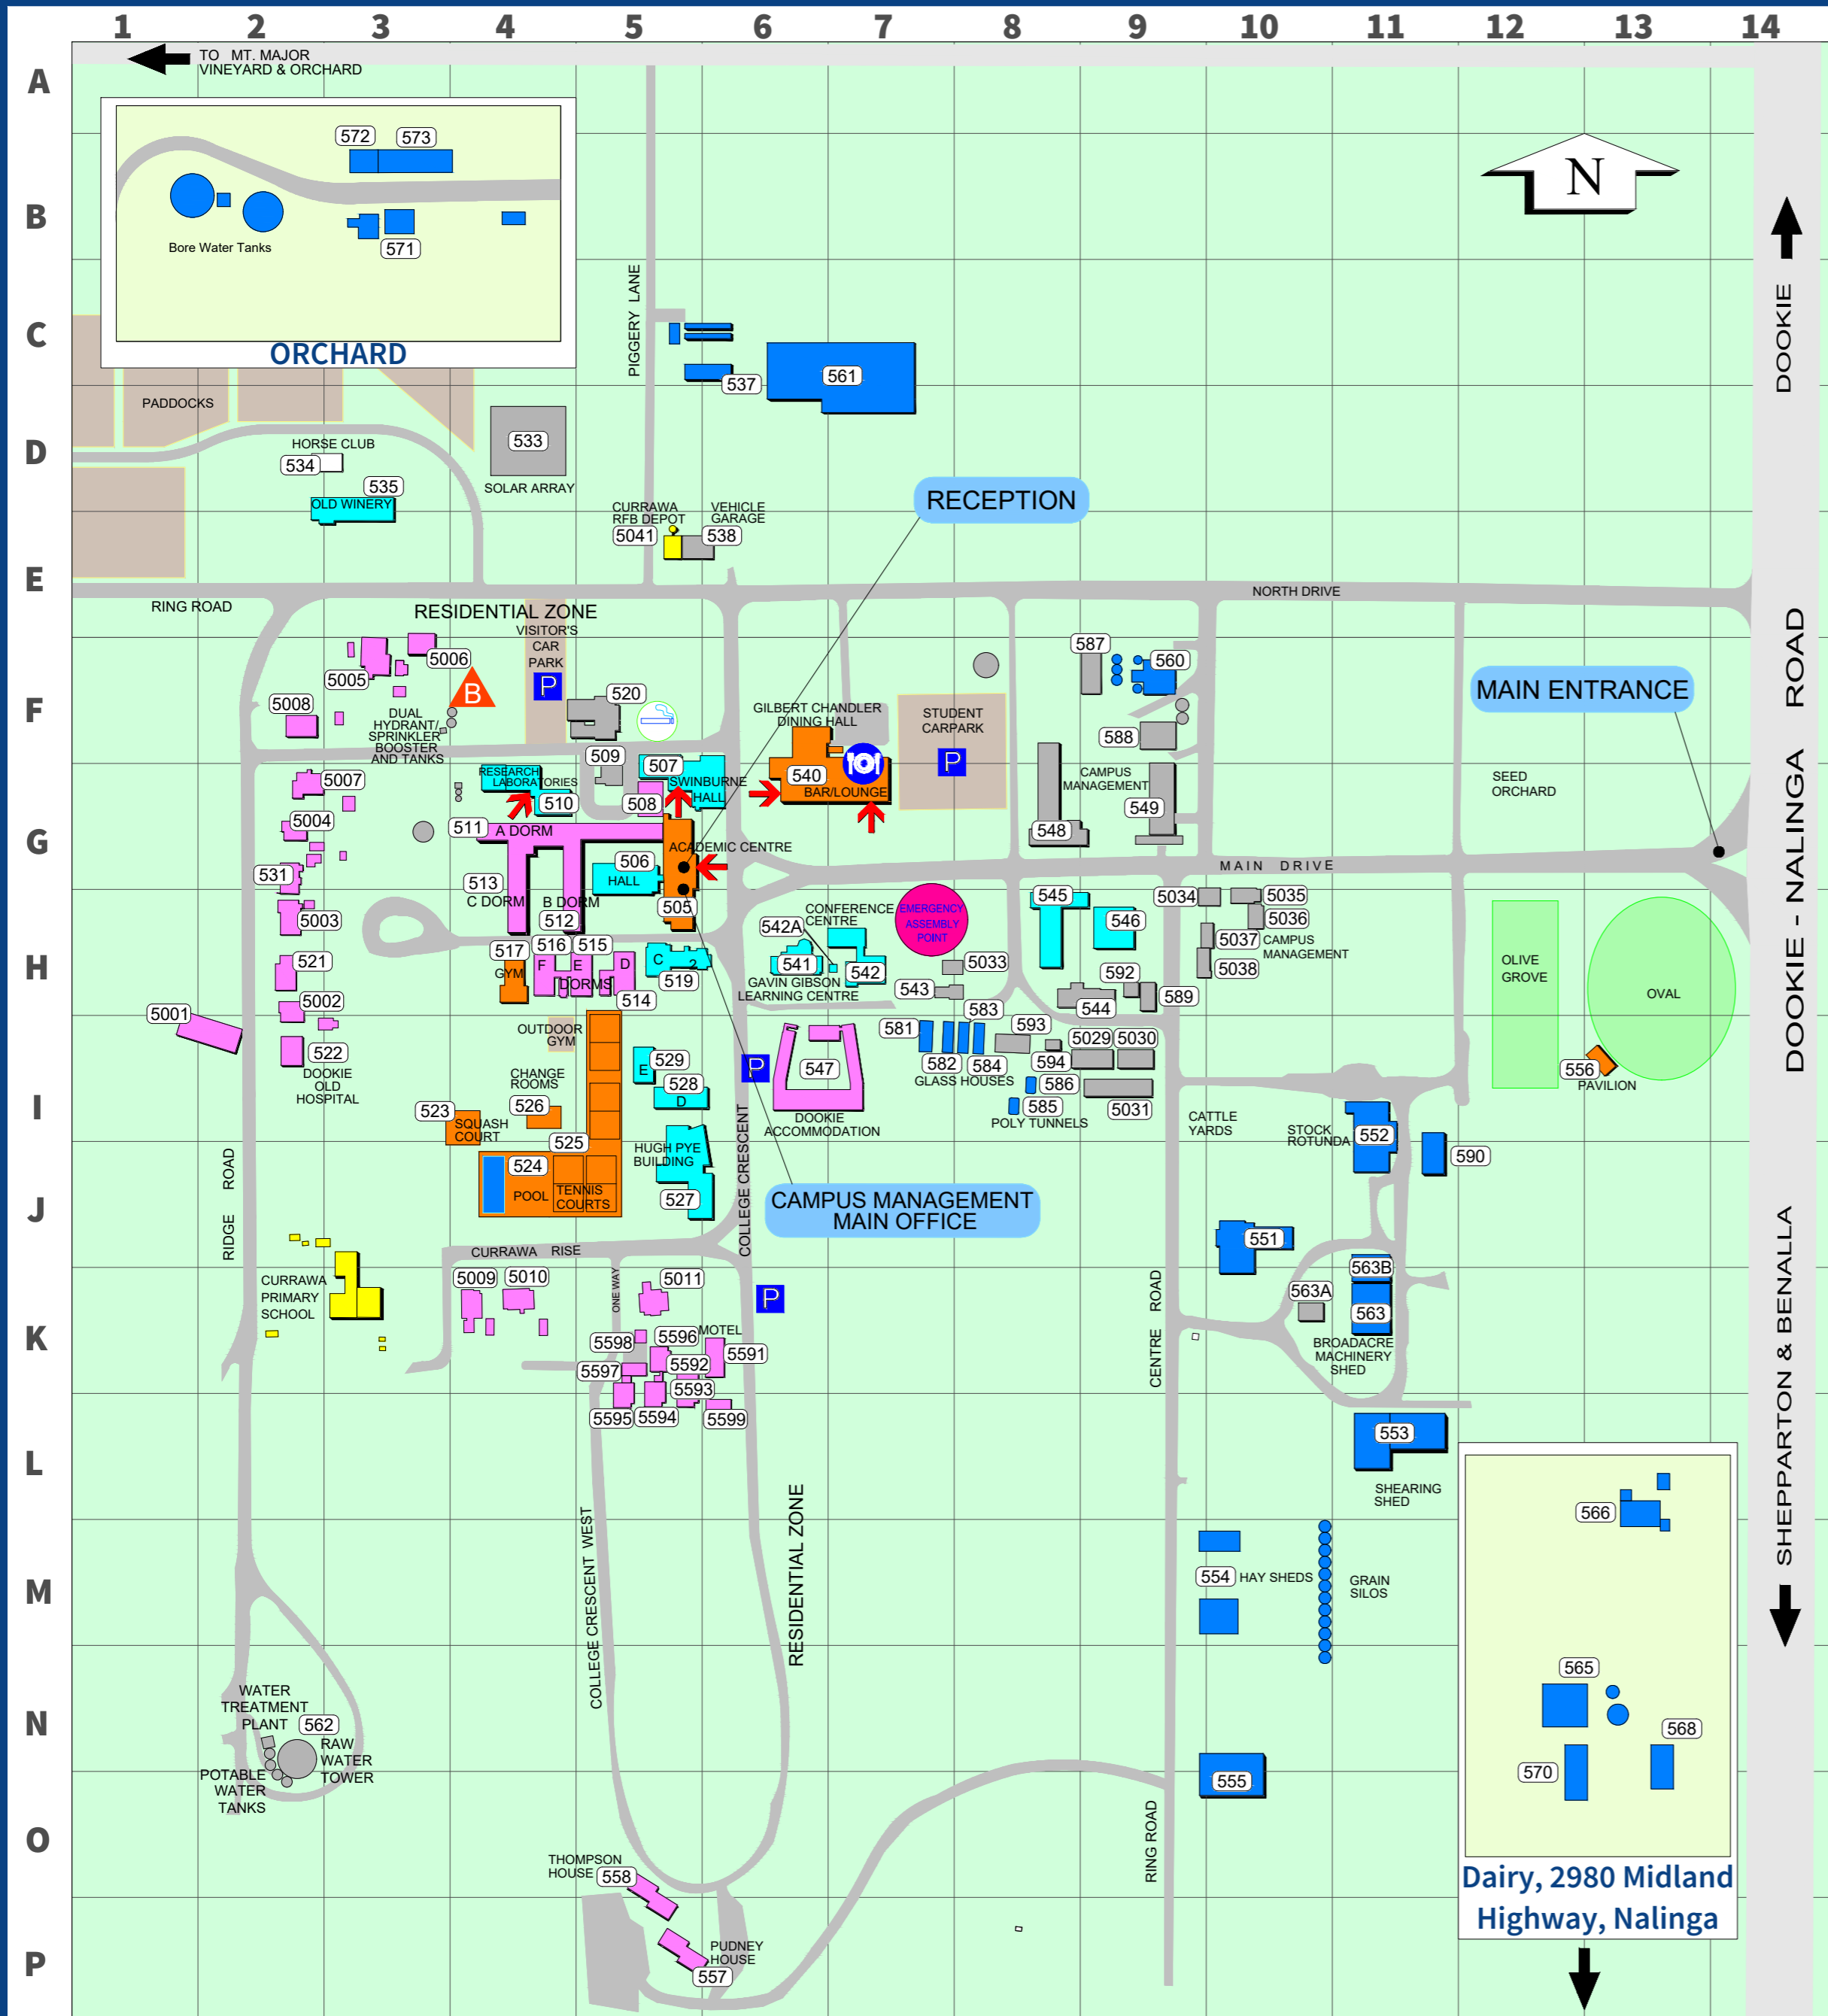 1 2 3 4 5 6 7 8 9 10 11 12 13 14
A
B
C
D
E
F
G
H
I
J
K
L
M
N
O
P
TO MT. MAJOR
VINEYARD & ORCHARD
572 573
571
Bore Water Tanks
ORCHARD
N
PIGGERY LANE
537
561
DOOKIE
PADDOCKS
HORSE CLUB
534
535
OLD WINERY
533
SOLAR ARRAY
RECEPTION
CURRAWA
RFB DEPOT
5041
VEHICLE
GARAGE
538
RING ROAD
NORTH DRIVE
RESIDENTIAL ZONE
VISITOR'S
CAR
PARK
P
5005
5006
B
5008
DUAL
HYDRANT/
SPRINKLER
BOOSTER
AND TANKS
520
GILBERT CHANDLER
DINING HALL
540
BAR/LOUNGE
STUDENT
CARPARK
P
587
560
588
MAIN ENTRANCE
DOOKIE - NALINGA ROAD
5007
5004
531
5003
521
5002
5001
522
DOOKIE
OLD
HOSPITAL
RESEARCH
LABORATORIES
510
509
507
SWINBURNE
HALL
508
511
A DORM
ACADEMIC CENTRE
506
HALL
513
C DORM
B DORM
512
505
CAMPUS
MANAGEMENT
549
548
SEED
ORCHARD
MAIN DRIVE
517
GYM
516
515
F
E
D
DORMS
514
C
2
519
CONFERENCE
CENTRE
542A
541
542
GAVIN GIBSON
LEARNING CENTRE
EMERGENCY
ASSEMBLY
POINT
5033
543
545
546
592
544
589
5034
5035
5036
5037
5038
CAMPUS
MANAGEMENT
OLIVE
GROVE
OVAL
556
PAVILION
OUTDOOR
GYM
CHANGE
ROOMS
526
523
SQUASH
COURT
525
524
POOL
TENNIS
COURTS
529
E
528
D
HUGH PYE
BUILDING
527
P
547
DOOKIE
ACCOMMODATION
581
582
583
584
GLASS HOUSES
593
594
5029
5030
586
585
5031
POLY TUNNELS
CATTLE
YARDS
STOCK
ROTUNDA
552
590
COLLEGE CRESCENT
CAMPUS MANAGEMENT
MAIN OFFICE
RIDGE ROAD
551
563B
563A
563
BROADACRE
MACHINERY
SHED
CURRAWA
PRIMARY
SCHOOL
CURRAWA RISE
5009
5010
ONE WAY
5011
P
5598
5596
MOTEL
5591
5597
5592
5593
5595
5594
5599
CENTRE ROAD
553
SHEARING
SHED
SHEPPARTON & BENALLA
COLLEGE CRESCENT WEST
RESIDENTIAL ZONE
554
HAY SHEDS
GRAIN
SILOS
566
565
568
570
Dairy, 2980 Midland
Highway, Nalinga
WATER
TREATMENT
PLANT
562
RAW
WATER
TOWER
POTABLE
WATER
TANKS
555
RING ROAD
THOMPSON
HOUSE
558
PUDNEY
HOUSE
557